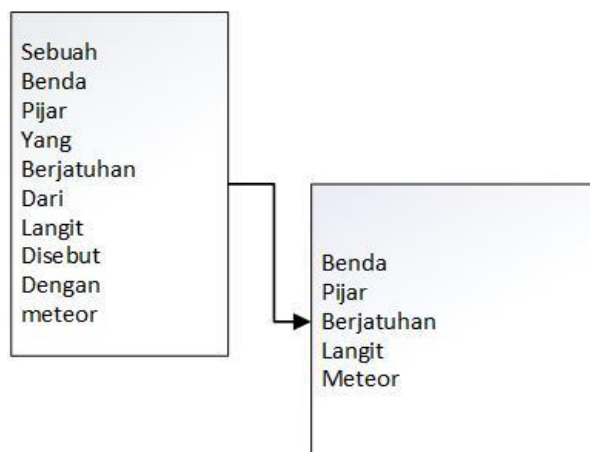 Sebuah
Benda
Pijar
Yang
Berjatuhan
Dari
Langit
Disebut
Dengan
meteor
Benda
Pijar
Berjatuhan
Langit
Meteor